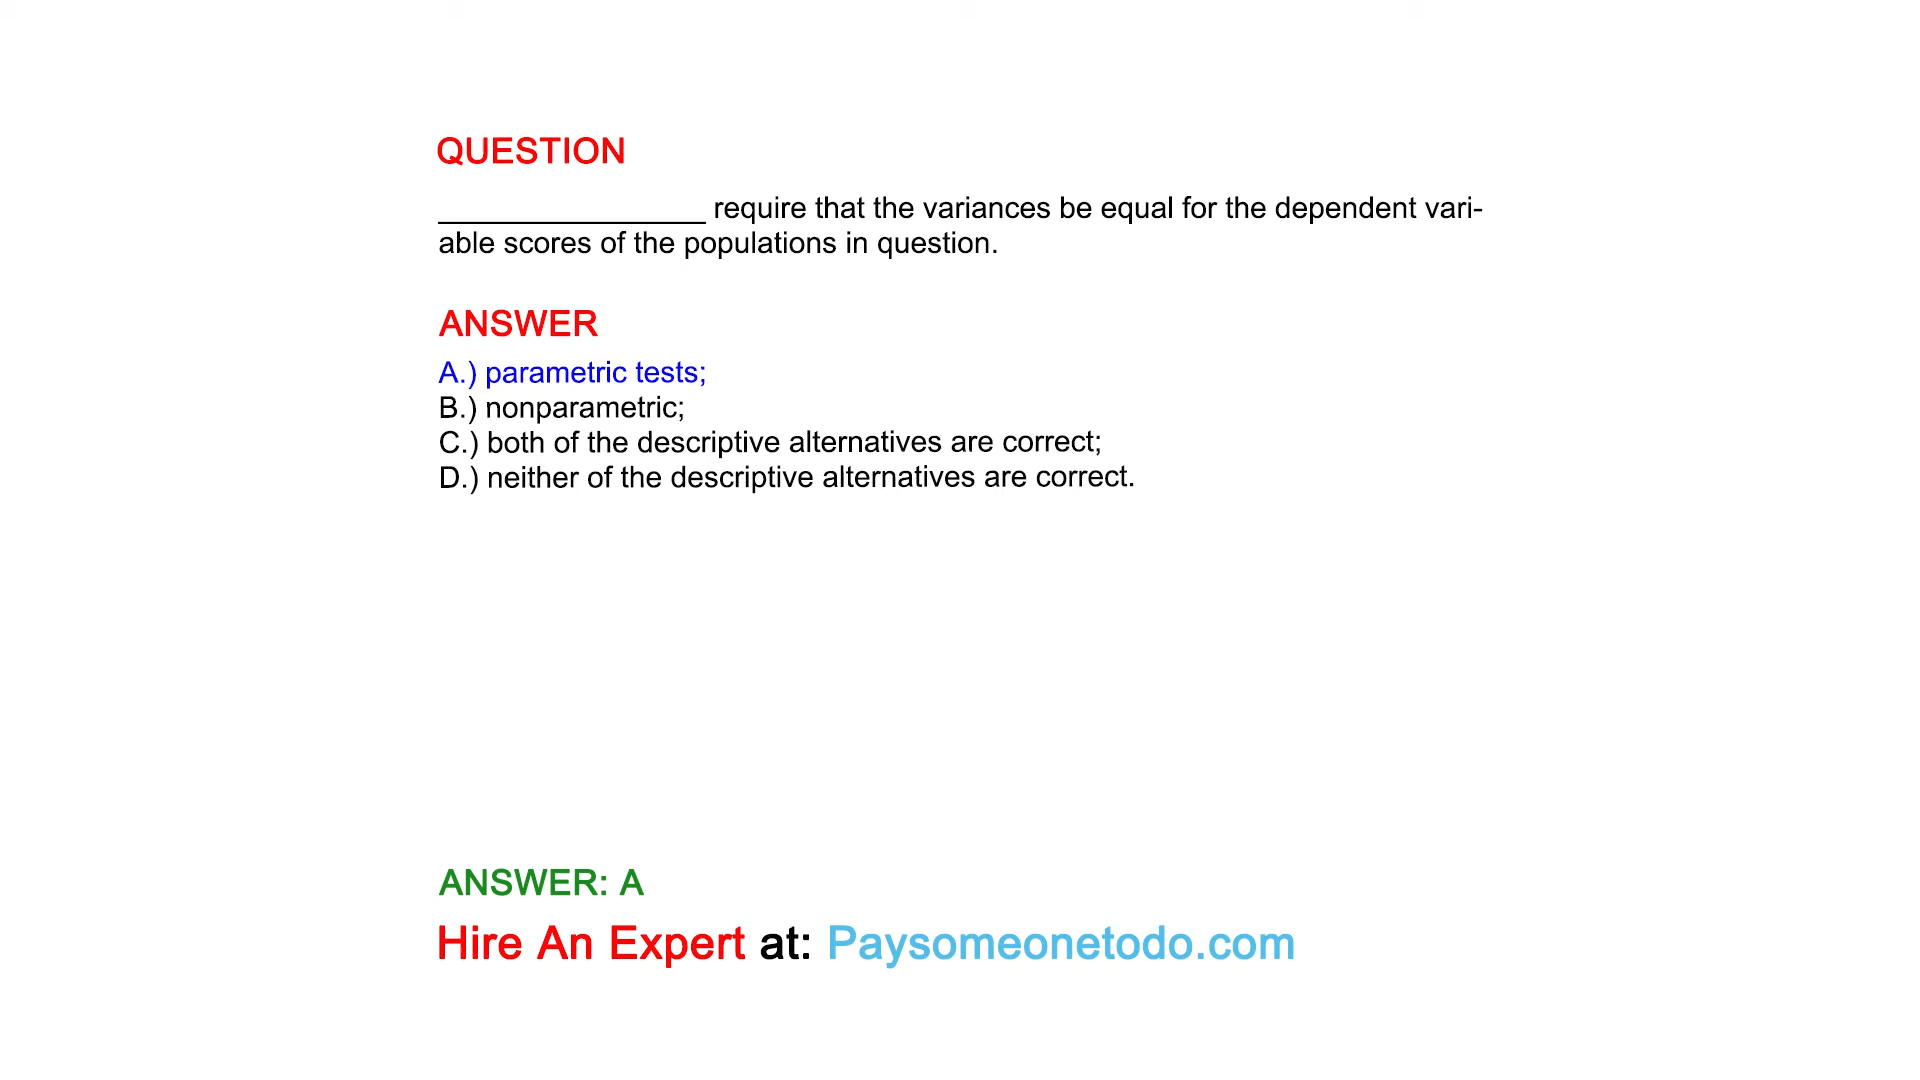 QUESTION
________________ require that the variances be equal for the dependent vari-
able scores of the populations in question.
ANSWER
A.) parametric tests;
B.) nonparametric;
C.) both of the descriptive alternatives are correct;
D.) neither of the descriptive alternatives are correct.
ANSWER: A
Hire An Expert at: Paysomeonetodo.com